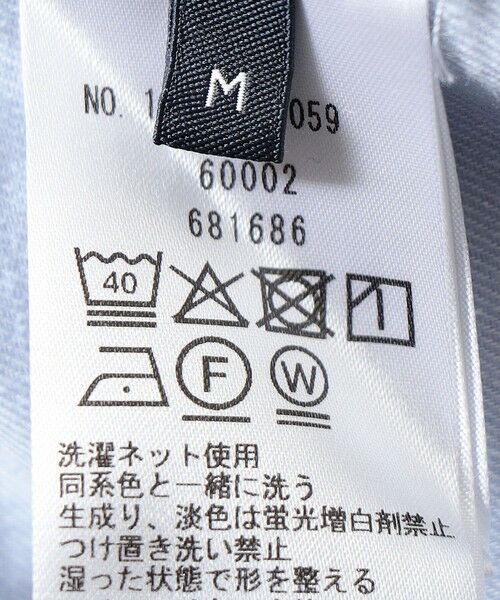 M
NO. 1 059
60002
681686
40
F W
洗濯ネット使用
同系色と一緒に洗う
生成り、淡色は蛍光増白剤禁止
つけ置き洗い禁止
湿った状態で形を整える